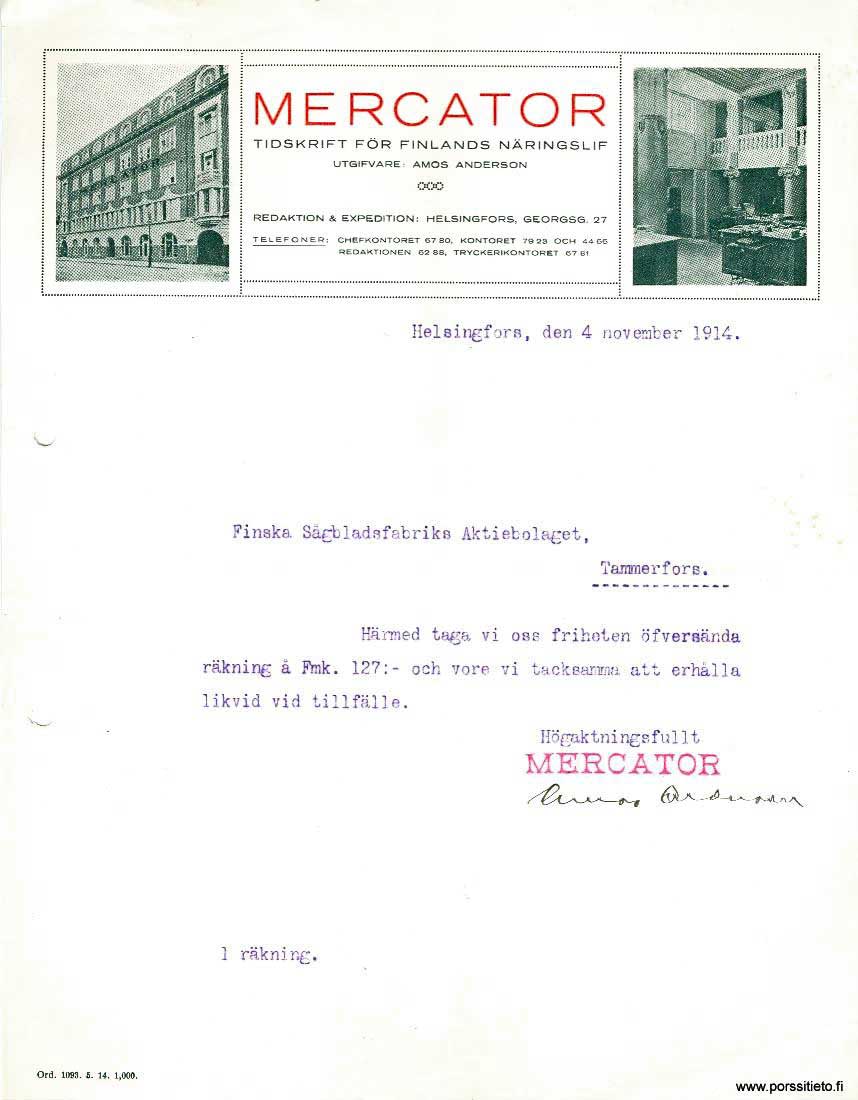 MERCATOR
TIDSKRIFT FÖR FINLANDS NÄRINGSLIF
UTGIFVARE: AMOS ANDERSON
REDAKTION & EXPEDITION: HELSINGFORS, GEORGSG. 27
TELEFONER: CHEFKONTORET 67 80, KONTORET 79 23 OCH 44 66
REDAKTIONEN 62 88, TRYCKERIKONTORET 67 81
Helsingfors, den 4 november 1914.
Finska Sågbladsfabriks Aktiebolaget,
Tammerfors.
Härmed taga vi oss friheten öfversända
räkning å Fmk. 127:- och vore vi tacksamma att erhålla
likvid vid tillfälle.
Högaktningsfullt
MERCATOR
Amos Anderson
1 räkning.
Ord. 1093. 5. 14. 1,000.
www.porssitieto.fi